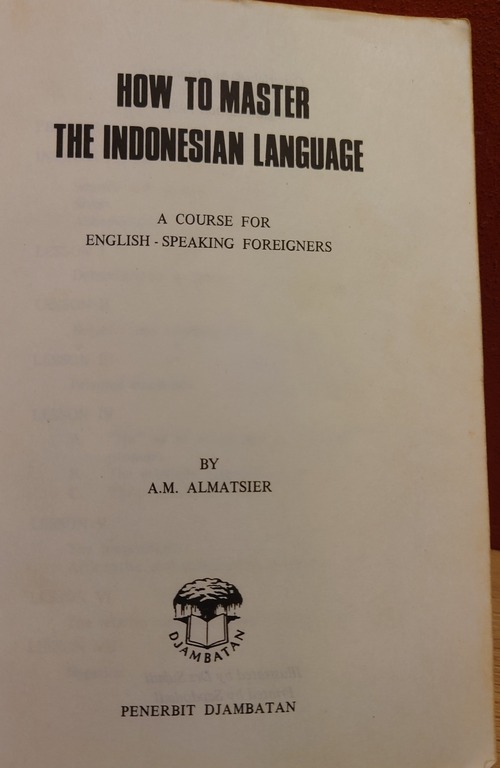 HOW TO MASTER
THE INDONESIAN LANGUAGE
A COURSE FOR
ENGLISH - SPEAKING FOREIGNERS
BY
A.M. ALMATSIER
DJAMBATAN
PENERBIT DJAMBATAN